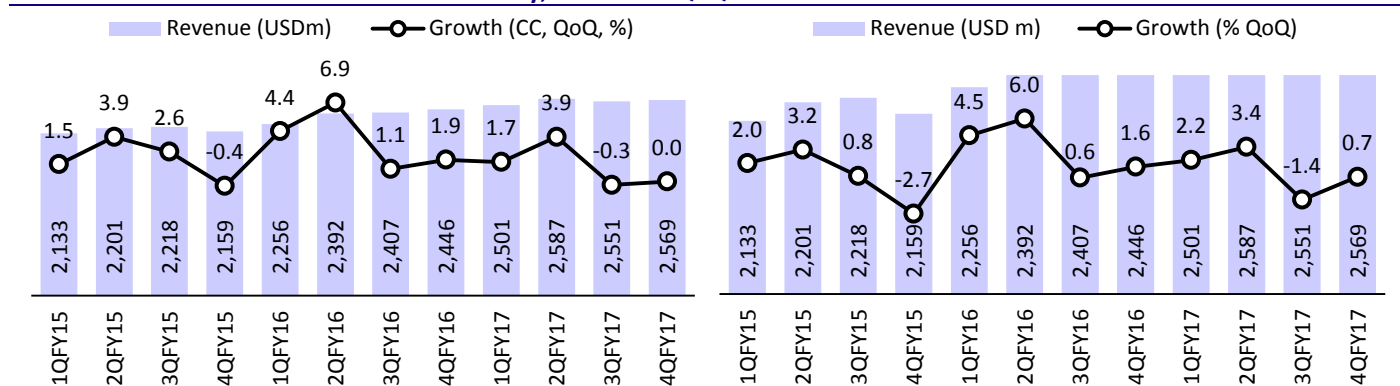 Revenue (USDm) Growth (CC, QoQ, %)
1.5 3.9 2.6 -0.4 4.4 6.9 1.1 1.9 1.7 3.9 -0.3 0.0
2,133 2,201 2,218 2,159 2,256 2,392 2,407 2,446 2,501 2,587 2,551 2,569
1QFY15 2QFY15 3QFY15 4QFY15 1QFY16 2QFY16 3QFY16 4QFY16 1QFY17 2QFY17 3QFY17 4QFY17
Revenue (USD m) Growth (% QoQ)
2.0 3.2 0.8 -2.7 4.5 6.0 0.6 1.6 2.2 3.4 -1.4 0.7
2,133 2,201 2,218 2,159 2,256 2,392 2,407 2,446 2,501 2,587 2,551 2,569
1QFY15 2QFY15 3QFY15 4QFY15 1QFY16 2QFY16 3QFY16 4QFY16 1QFY17 2QFY17 3QFY17 4QFY17